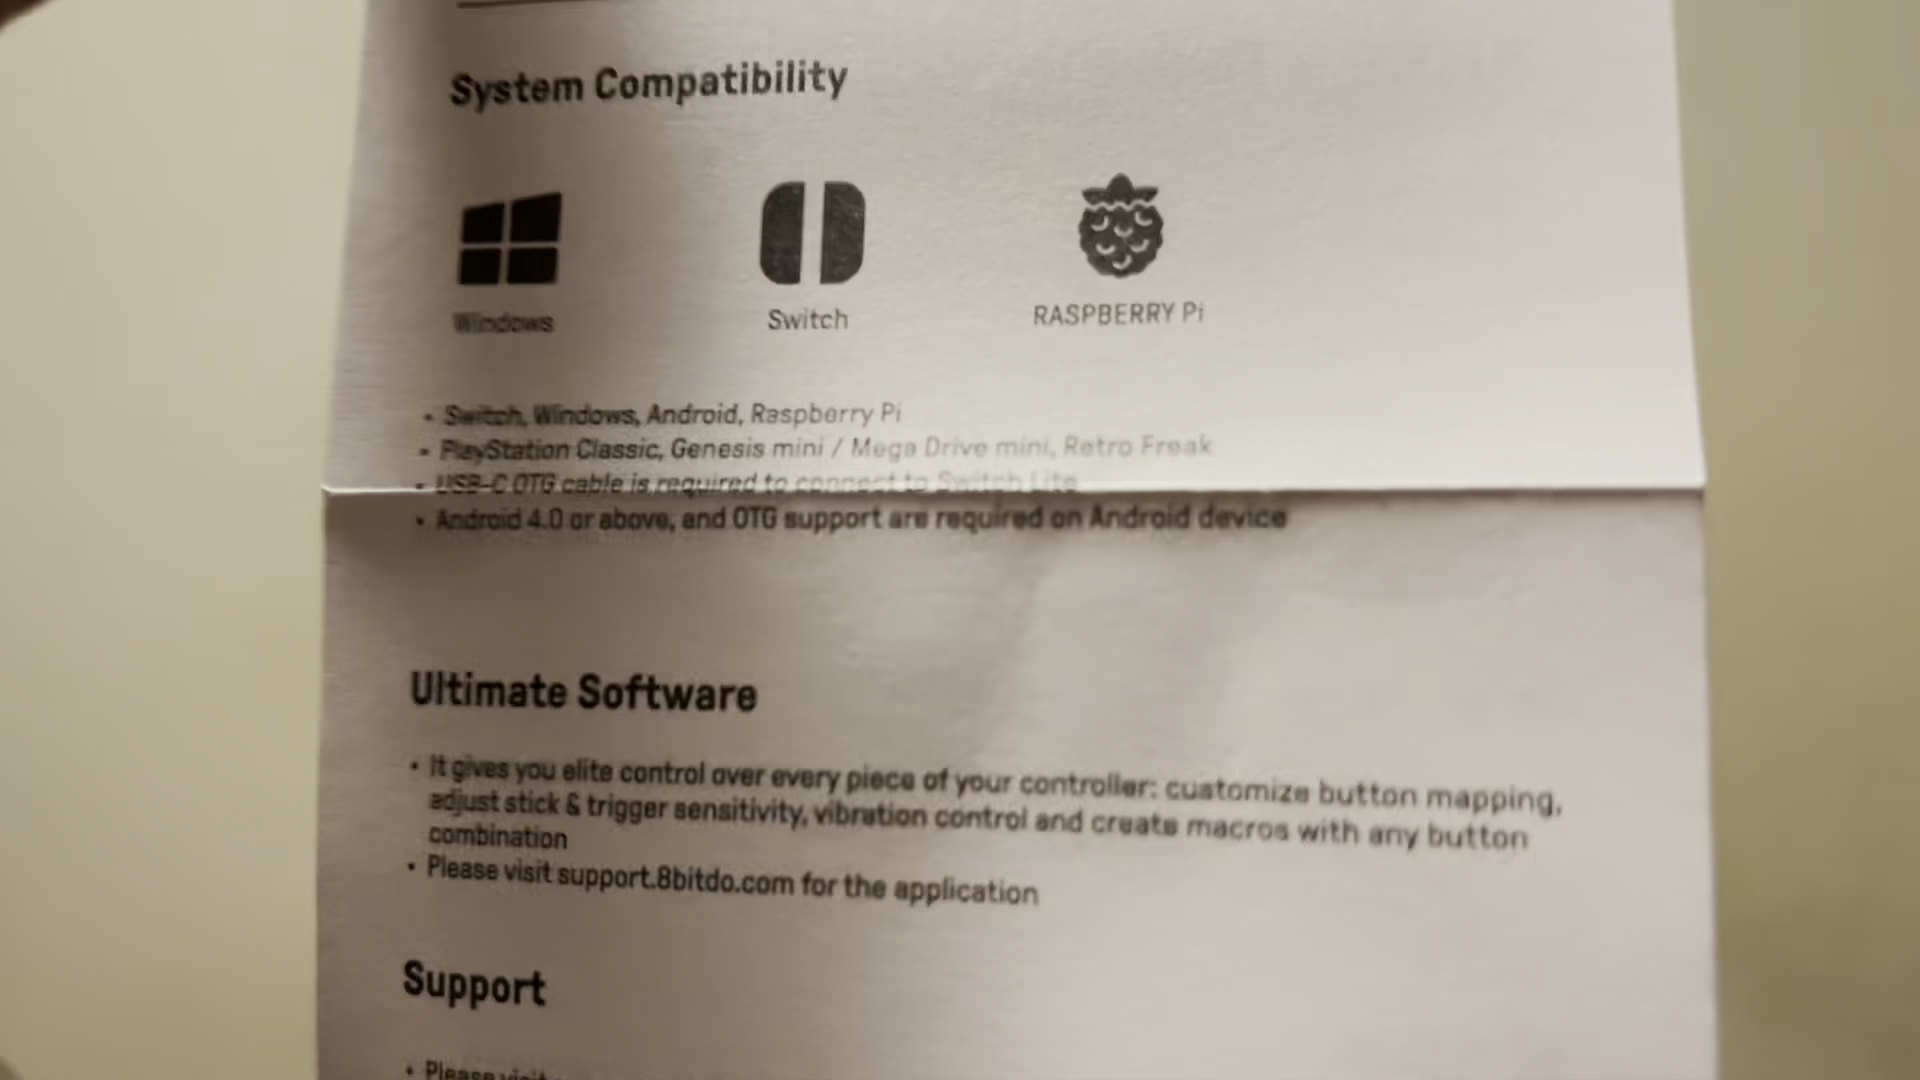 System Compatibility
Windows
Switch
RASPBERRY Pi
• Switch, Windows, Android, Raspberry Pi
• PlayStation Classic, Genesis mini / Mega Drive mini, Retro Freak
• USB-C OTG cable is required to connect to Switch Lite
• Android 4.0 or above, and OTG support are required on Android device
Ultimate Software
• It gives you elite control over every piece of your controller: customize button mapping,
adjust stick & trigger sensitivity, vibration control and create macros with any button
combination
• Please visit support.8bitdo.com for the application
Support
• Please visit